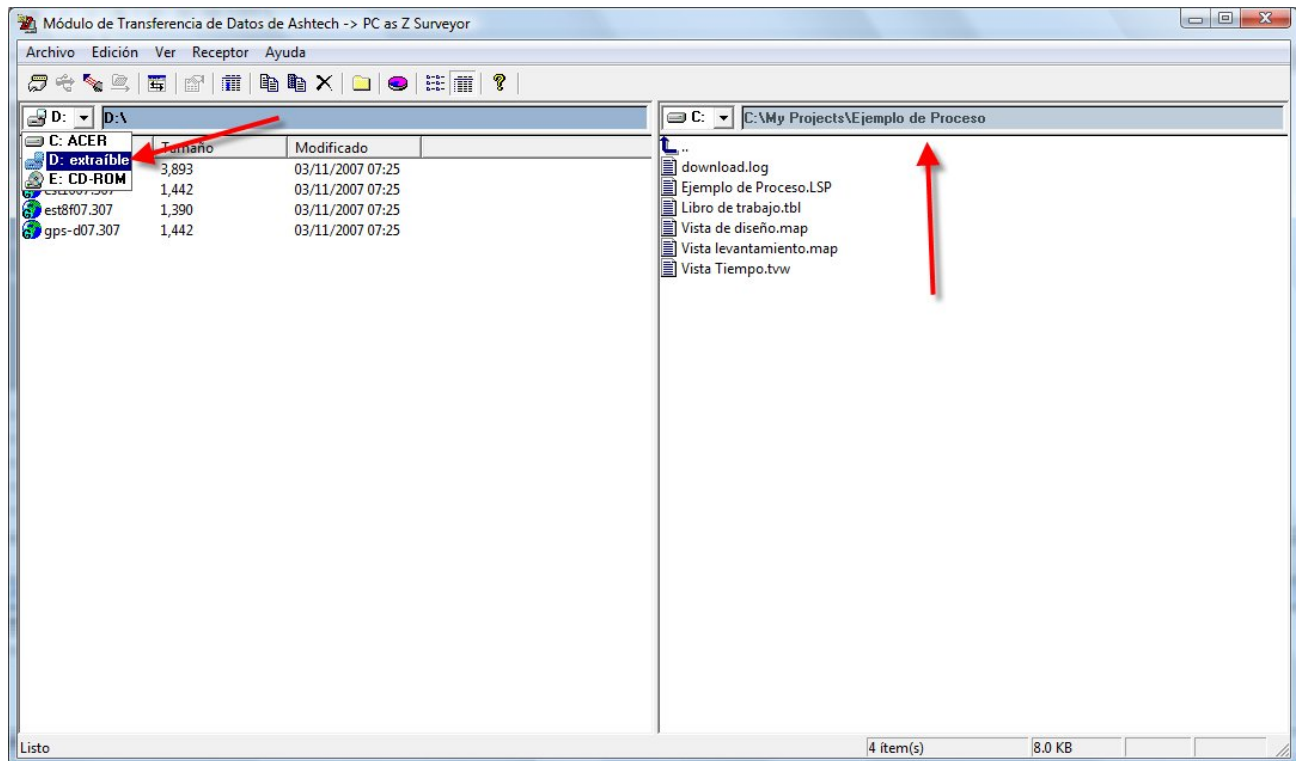 Módulo de Transferencia de Datos de Ashtech -> PC as Z Surveyor
Archivo Edición Ver Receptor Ayuda
D: D:\
C: C:\My Projects\Ejemplo de Proceso
C: ACER
D: extraíble
E: CD-ROM
Tamaño Modificado
3,893 03/11/2007 07:25
1,442 03/11/2007 07:25
est8f07.307 1,390 03/11/2007 07:25
gps-d07.307 1,442 03/11/2007 07:25
..
download.log
Ejemplo de Proceso.LSP
Libro de trabajo.tbl
Vista de diseño.map
Vista levantamiento.map
Vista Tiempo.tvw
Listo
4 ítem(s) 8.0 KB